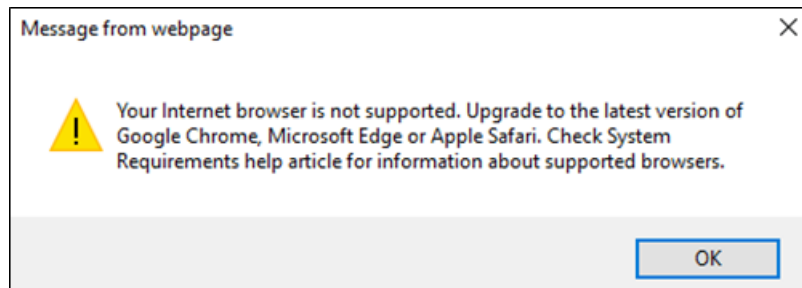 Message from webpage
Your Internet browser is not supported. Upgrade to the latest version of
Google Chrome, Microsoft Edge or Apple Safari. Check System
Requirements help article for information about supported browsers.
OK